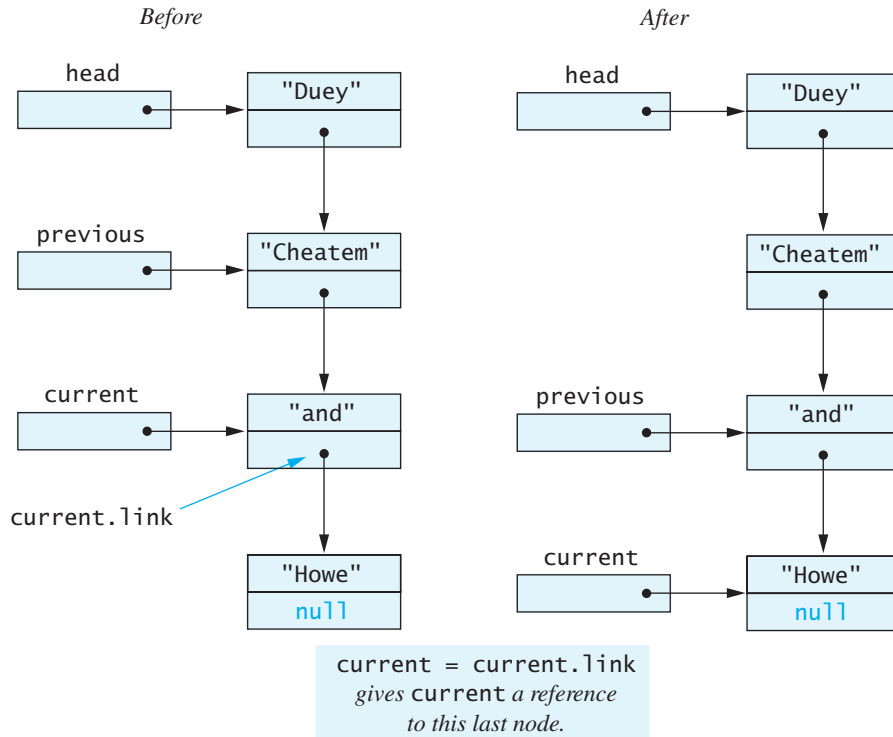 Before
After
head
"Duey"
head
"Duey"
previous
"Cheatem"
"Cheatem"
current
"and"
previous
"and"
current.link
"Howe"
null
current
"Howe"
null
current = current.link
gives current a reference
to this last node.